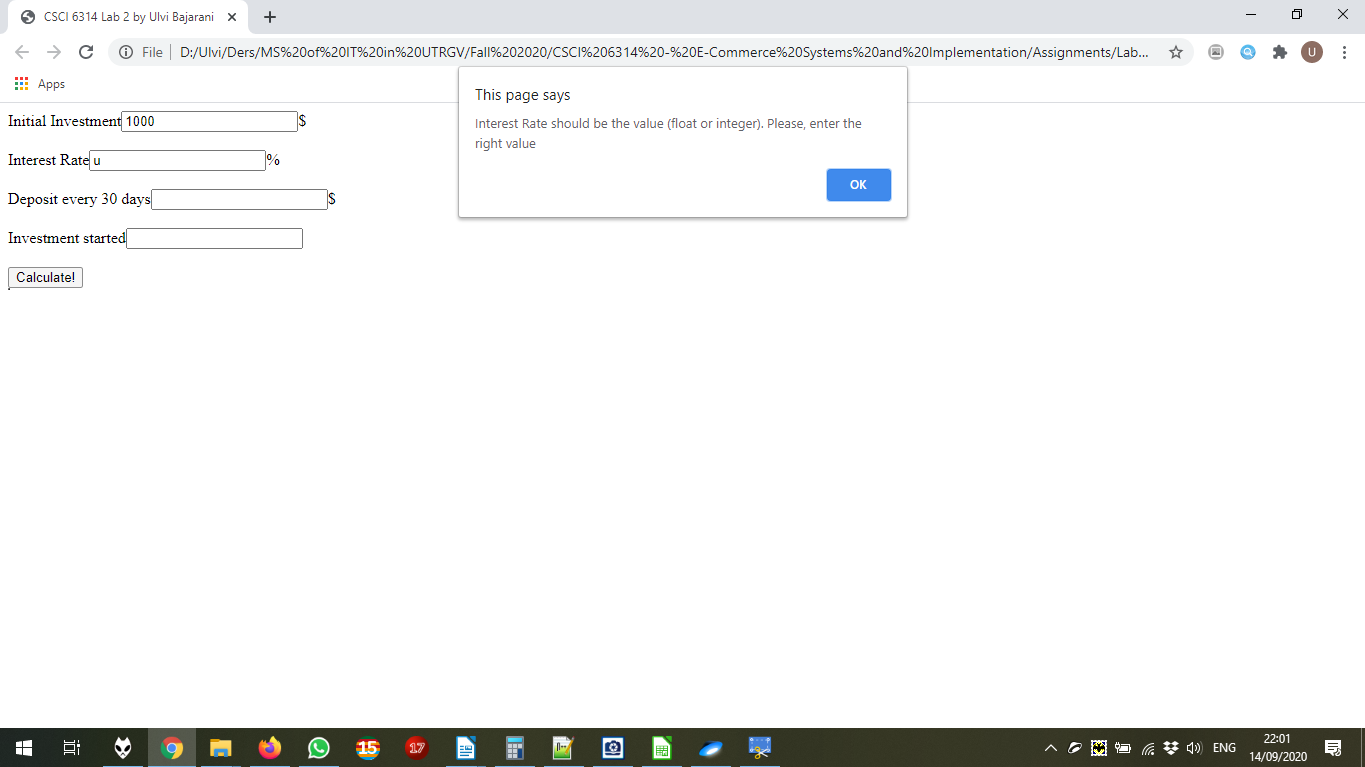 CSCI 6314 Lab 2 by Ulvi Bajarani
File
D:/Ulvi/Ders/MS%20of%20IT%20in%20UTRGV/Fall%202020/CSCI%206314%20-%20E-Commerce%20Systems%20and%20Implementation/Assignments/Lab...
U
Apps
This page says
Interest Rate should be the value (float or integer). Please, enter the
right value
OK
Initial Investment 1000 $
Interest Rate u %
Deposit every 30 days $
Investment started
Calculate!
15
17
ENG
22:01
14/09/2020